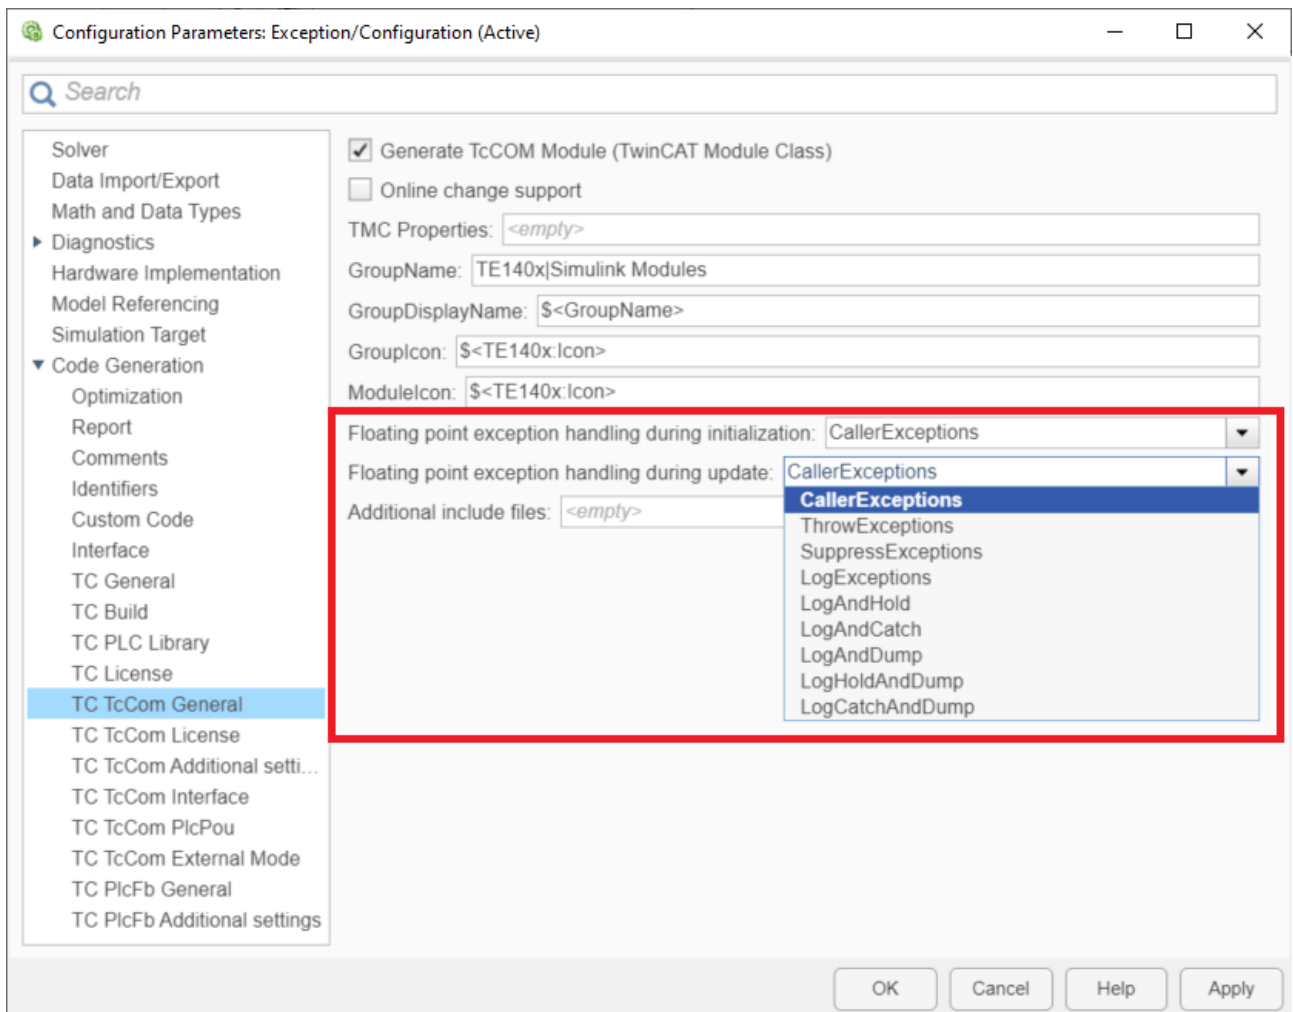 Configuration Parameters: Exception/Configuration (Active)
Search
Solver
Data Import/Export
Math and Data Types
Diagnostics
Hardware Implementation
Model Referencing
Simulation Target
Code Generation
Optimization
Report
Comments
Identifiers
Custom Code
Interface
TC General
TC Build
TC PLC Library
TC License
TC TcCom General
TC TcCom License
TC TcCom Additional setti...
TC TcCom Interface
TC TcCom PlcPou
TC TcCom External Mode
TC PlcFb General
TC PlcFb Additional settings
Generate TcCOM Module (TwinCAT Module Class)
Online change support
TMC Properties: <empty>
GroupName: TE140x|Simulink Modules
GroupDisplayName: $<GroupName>
GroupIcon: $<TE140x:Icon>
ModuleIcon: $<TE140x:Icon>
Floating point exception handling during initialization: CallerExceptions
Floating point exception handling during update: CallerExceptions
Additional include files: <empty>
CallerExceptions
ThrowExceptions
SuppressExceptions
LogExceptions
LogAndHold
LogAndCatch
LogAndDump
LogHoldAndDump
LogCatchAndDump
OK Cancel Help Apply